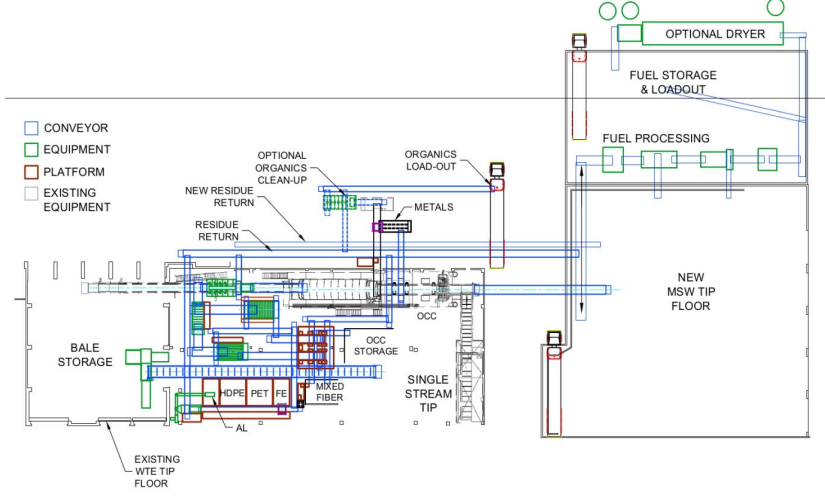 OPTIONAL DRYER
FUEL STORAGE
& LOADOUT
FUEL PROCESSING
CONVEYOR
EQUIPMENT
PLATFORM
EXISTING
EQUIPMENT
OPTIONAL
ORGANICS
CLEAN-UP
ORGANICS
LOAD-OUT
NEW RESIDUE
RETURN
METALS
RESIDUE
RETURN
NEW
MSW TIP
FLOOR
OCC
BALE
STORAGE
OCC
STORAGE
SINGLE
STREAM
TIP
HDPE
PET
FE
MIXED
FIBER
AL
EXISTING
WTE TIP
FLOOR